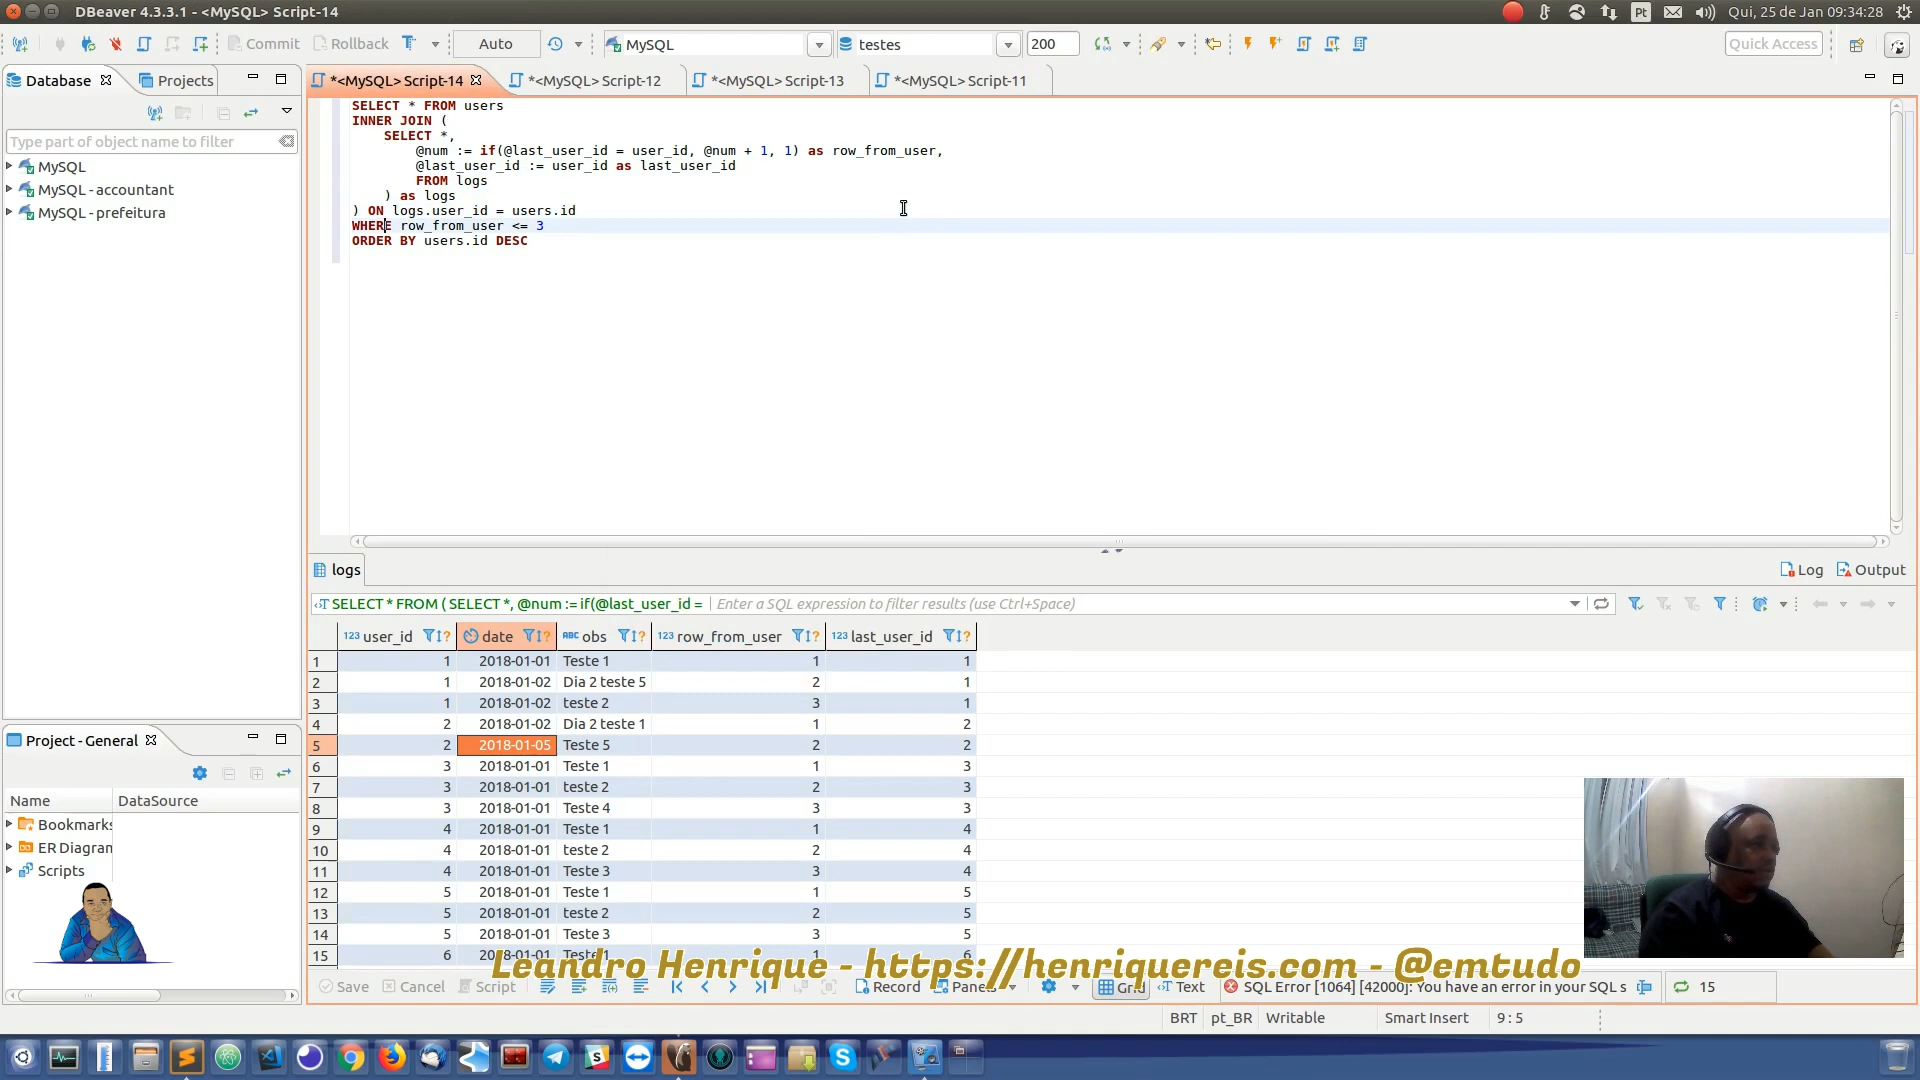 DBeaver 4.3.3.1 - <MySQL> Script-14
Pt
Qui, 25 de Jan 09:34:28
Commit
Rollback
Auto
MySQL
testes
200
Quick Access
Database
Projects
*<MySQL> Script-14
*<MySQL> Script-12
*<MySQL> Script-13
*<MySQL> Script-11
Type part of object name to filter
MySQL
MySQL - accountant
MySQL - prefeitura
SELECT * FROM users
INNER JOIN (
SELECT *,
@num := if(@last_user_id = user_id, @num + 1, 1) as row_from_user,
@last_user_id := user_id as last_user_id
FROM logs
) as logs
) ON logs.user_id = users.id
WHERE row_from_user <= 3
ORDER BY users.id DESC
logs
Log
Output
SELECT * FROM ( SELECT *, @num := if(@last_user_id =
Enter a SQL expression to filter results (use Ctrl+Space)
123 user_id
date
ABC obs
123 row_from_user
123 last_user_id
1 1 2018-01-01 Teste 1 1 1
2 1 2018-01-02 Dia 2 teste 5 2 1
3 1 2018-01-02 teste 2 3 1
4 2 2018-01-02 Dia 2 teste 1 1 2
5 2 2018-01-05 Teste 5 2 2
6 3 2018-01-01 Teste 1 1 3
7 3 2018-01-01 teste 2 2 3
8 3 2018-01-01 Teste 4 3 3
9 4 2018-01-01 Teste 1 1 4
10 4 2018-01-01 teste 2 2 4
11 4 2018-01-01 Teste 3 3 4
12 5 2018-01-01 Teste 1 1 5
13 5 2018-01-01 teste 2 2 5
14 5 2018-01-01 Teste 3 3 5
15 6 2018-01-01 Teste 1 1 6
Project - General
Name
DataSource
Bookmarks
ER Diagram
Scripts
Leandro Henrique - https://henriquereis.com - @emtudo
Save
Cancel
Script
Record
Panels
Grid
Text
SQL Error [1064] [42000]: You have an error in your SQL s
15
BRT
pt_BR
Writable
Smart Insert
9 : 5